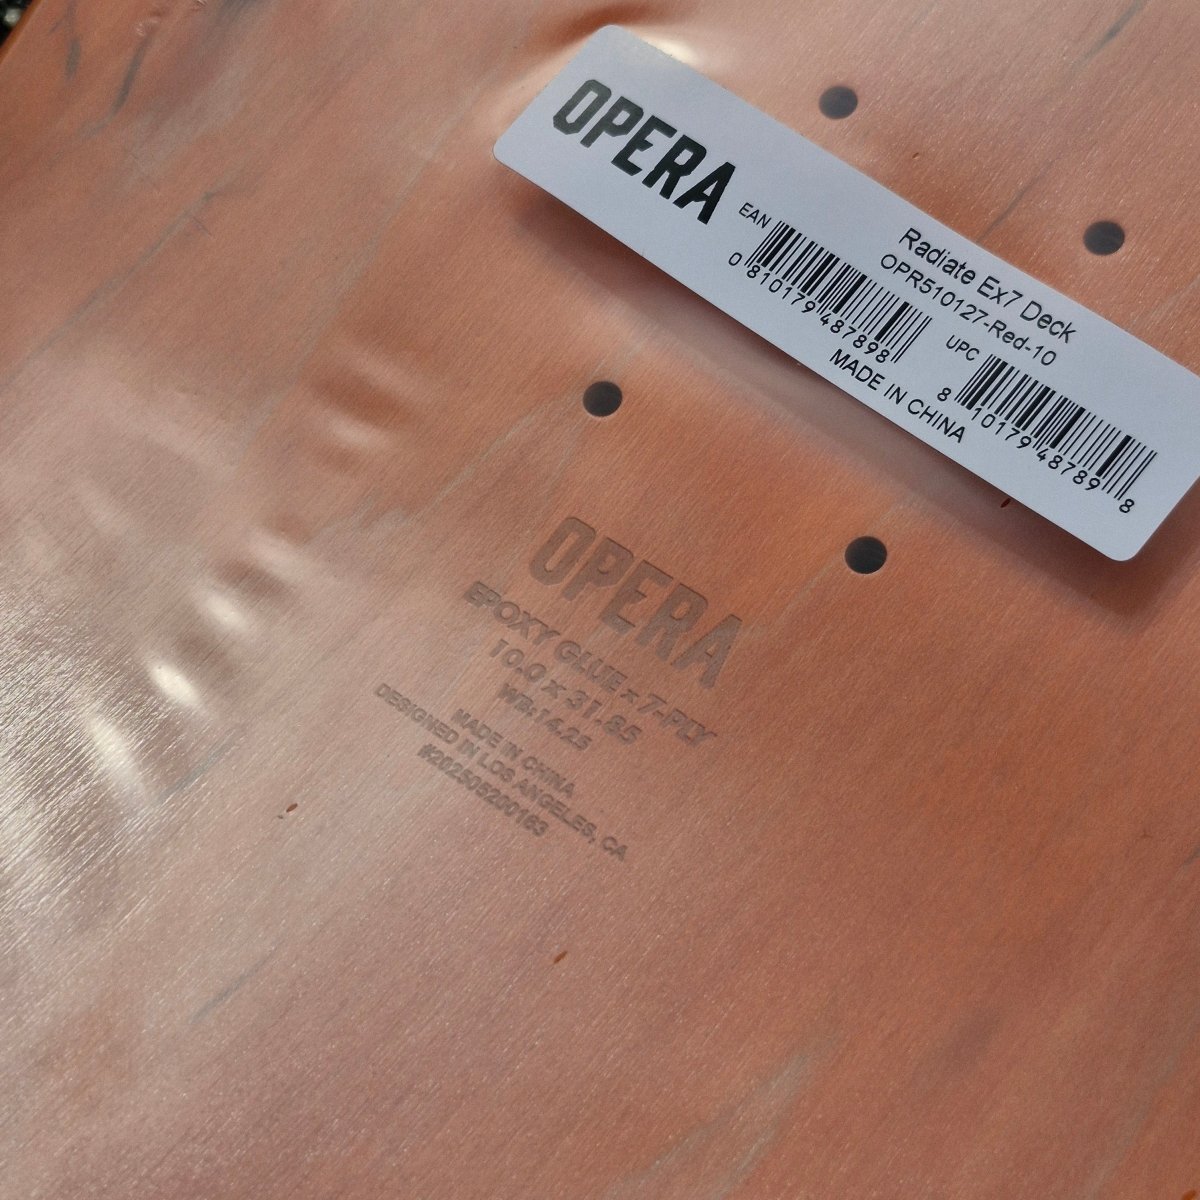 OPERA
Radiate Ex7 Deck
OPR510127-Red-10
EAN
0 810179 487898
UPC
8 10179 48789 8
MADE IN CHINA
OPERA
EPOXY GLUE x 7-PLY
10.0 x 31.85
WB:14.25
MADE IN CHINA
DESIGNED IN LOS ANGELES, CA
#202505200163